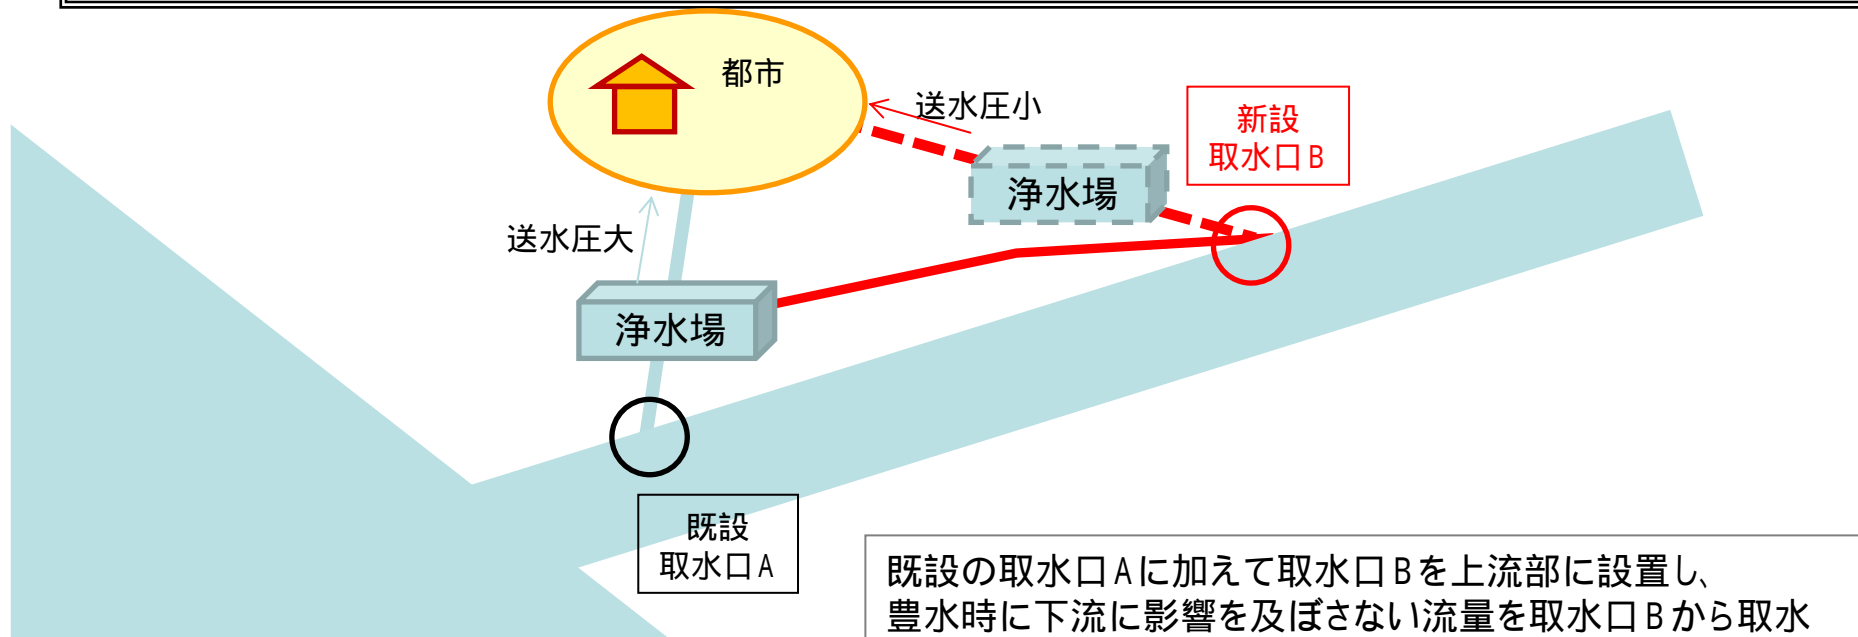 都市
送水圧小
新設
取水口B
浄水場
送水圧大
浄水場
既設
取水口A
既設の取水口Aに加えて取水口Bを上流部に設置し、
豊水時に下流に影響を及ぼさない流量を取水口Bから取水